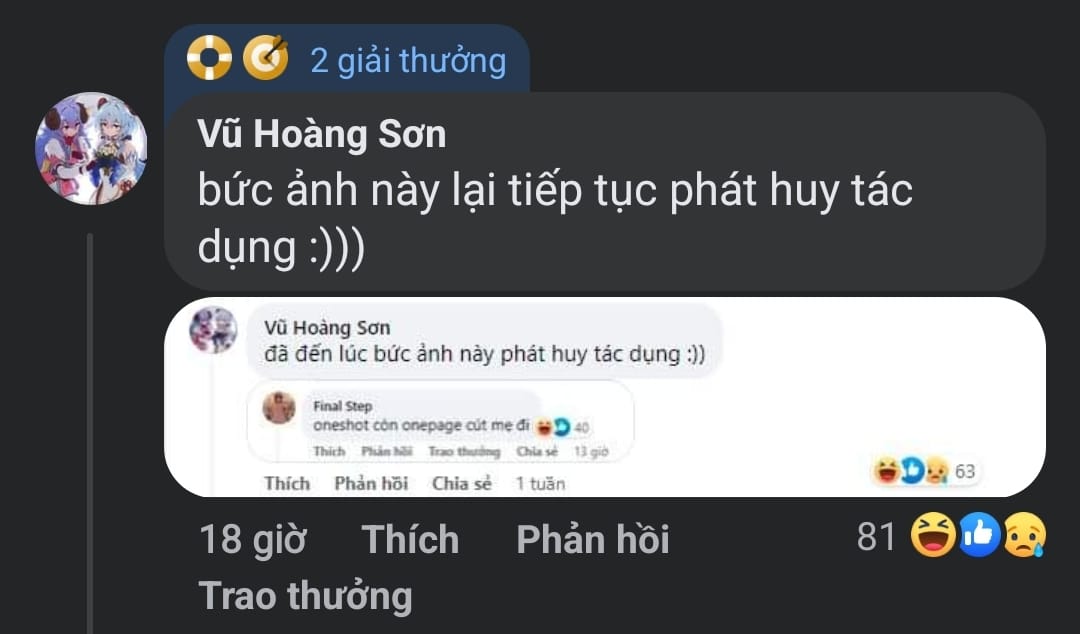 2 giải thưởng
Vũ Hoàng Sơn
bức ảnh này lại tiếp tục phát huy tác
dụng :)))
Vũ Hoàng Sơn
đã đến lúc bức ảnh này phát huy tác dụng :))
Final Step
oneshot còn onepage cút mẹ đi 40
Thích Phản hồi Trao thưởng Chia sẻ 13 giờ
63
Thích Phản hồi Chia sẻ 1 tuần
18 giờ Thích Phản hồi 81
Trao thưởng